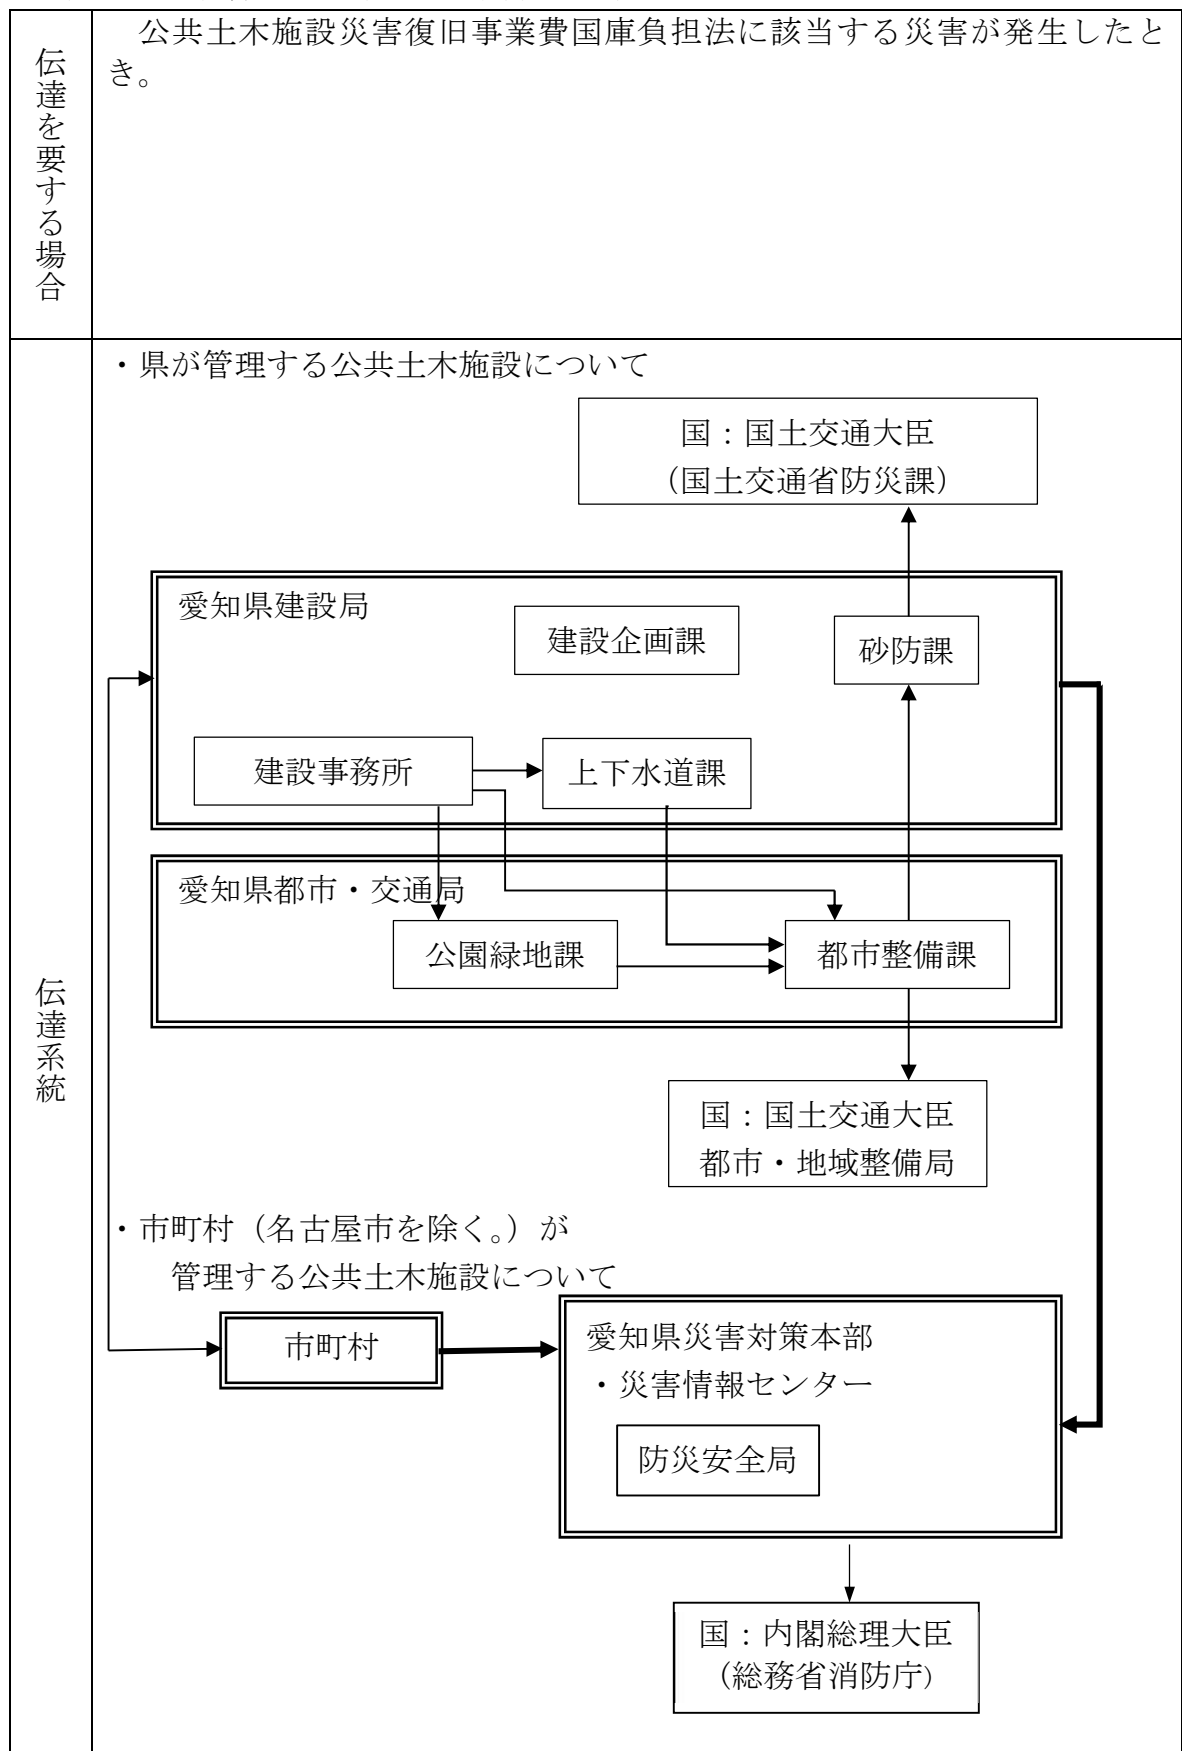 伝達を要する場合
公共土木施設災害復旧事業費国庫負担法に該当する災害が発生したと
き。
伝達系統
・県が管理する公共土木施設について
国：国土交通大臣
（国土交通省防災課）
愛知県建設局
建設企画課
砂防課
建設事務所
上下水道課
愛知県都市・交通局
公園緑地課
都市整備課
国：国土交通大臣
都市・地域整備局
・市町村（名古屋市を除く。）が
管理する公共土木施設について
市町村
愛知県災害対策本部
・災害情報センター
防災安全局
国：内閣総理大臣
（総務省消防庁）